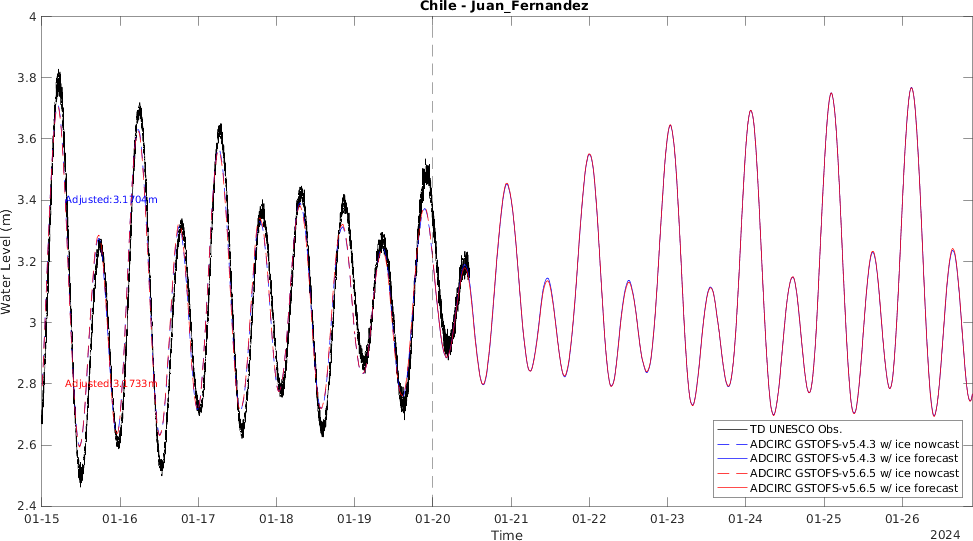 Chile - Juan_Fernandez
4
3.8
3.6
3.4
3.2
3
2.8
2.6
2.4
Water Level (m)
Adjusted:3.1704m
Adjusted:3.1733m
TD UNESCO Obs.
ADCIRC GSTOFS-v5.4.3 w/ ice nowcast
ADCIRC GSTOFS-v5.4.3 w/ ice forecast
ADCIRC GSTOFS-v5.6.5 w/ ice nowcast
ADCIRC GSTOFS-v5.6.5 w/ ice forecast
01-15 01-16 01-17 01-18 01-19 01-20 01-21 01-22 01-23 01-24 01-25 01-26
Time
2024